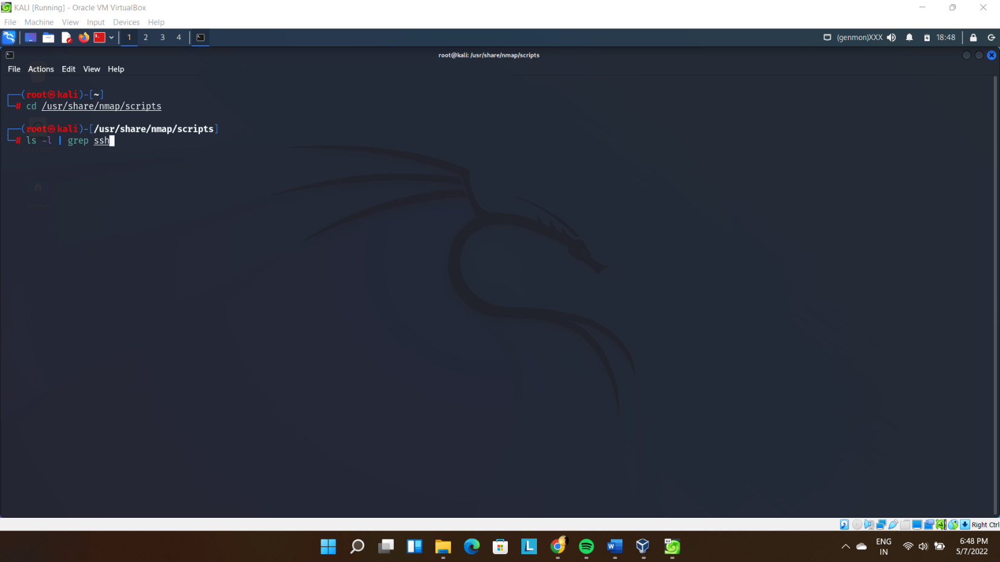 KALI [Running] - Oracle VM VirtualBox
File Machine View Input Devices Help
1 2 3 4 (genmon)XXX 18:48
root@kali: /usr/share/nmap/scripts
File Actions Edit View Help
┌──(root㉿kali)-[~]
└─# cd /usr/share/nmap/scripts
┌──(root㉿kali)-[/usr/share/nmap/scripts]
└─# ls -l | grep ssh
Home
Right Ctrl
ENG 6:48 PM
IN 5/7/2022